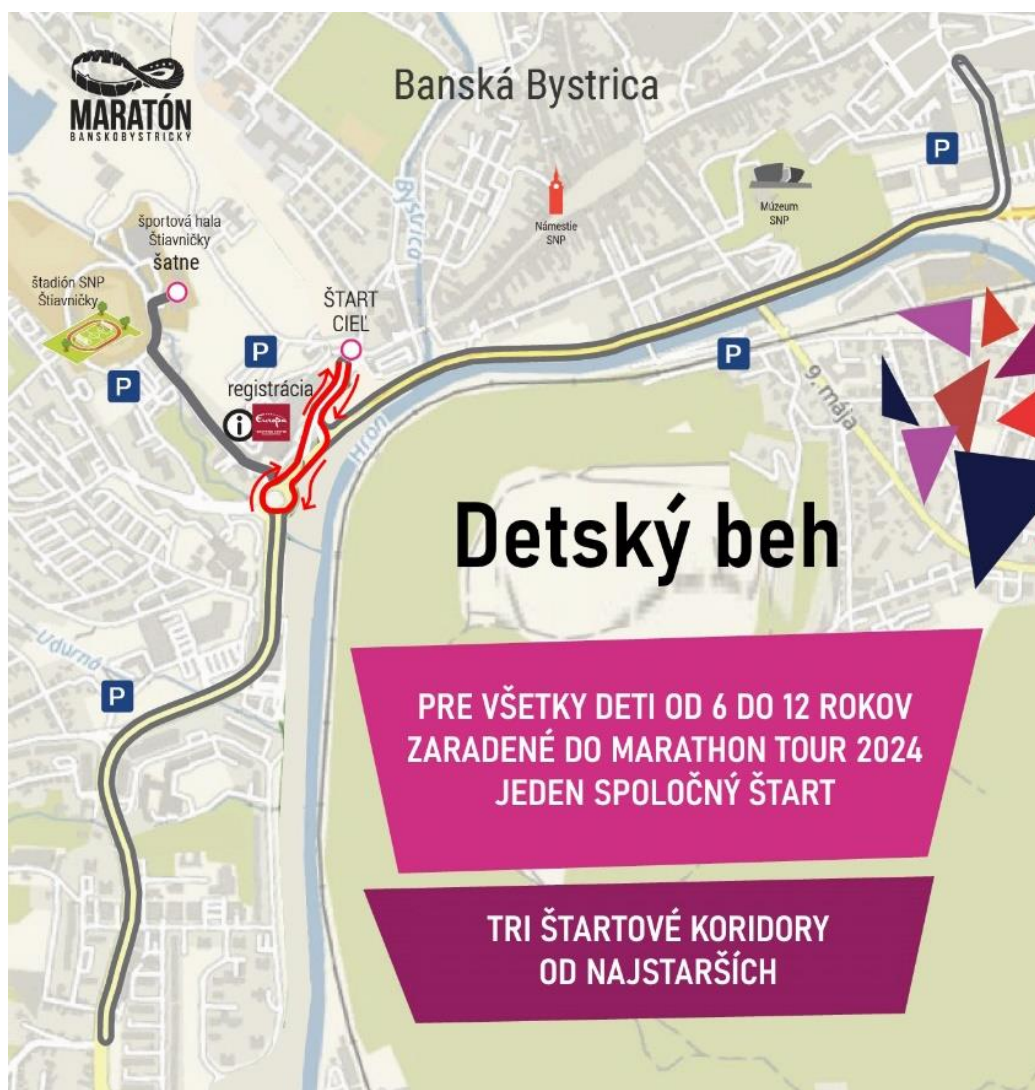 MARATÓN
BANSKOBYSTRICKÝ
Banská Bystrica
P
Bystrica
Námestie
SNP
Múzeum
SNP
športová hala
Štiavničky
šatne
štadión SNP
Štiavničky
ŠTART
CIEĽ
P
P
P
registrácia
i
Europa
Hron
9. mája
Detský beh
Udurná
P
PRE VŠETKY DETI OD 6 DO 12 ROKOV
ZARADENÉ DO MARATHON TOUR 2024
JEDEN SPOLOČNÝ ŠTART
TRI ŠTARTOVÉ KORIDORY
OD NAJSTARŠÍCH